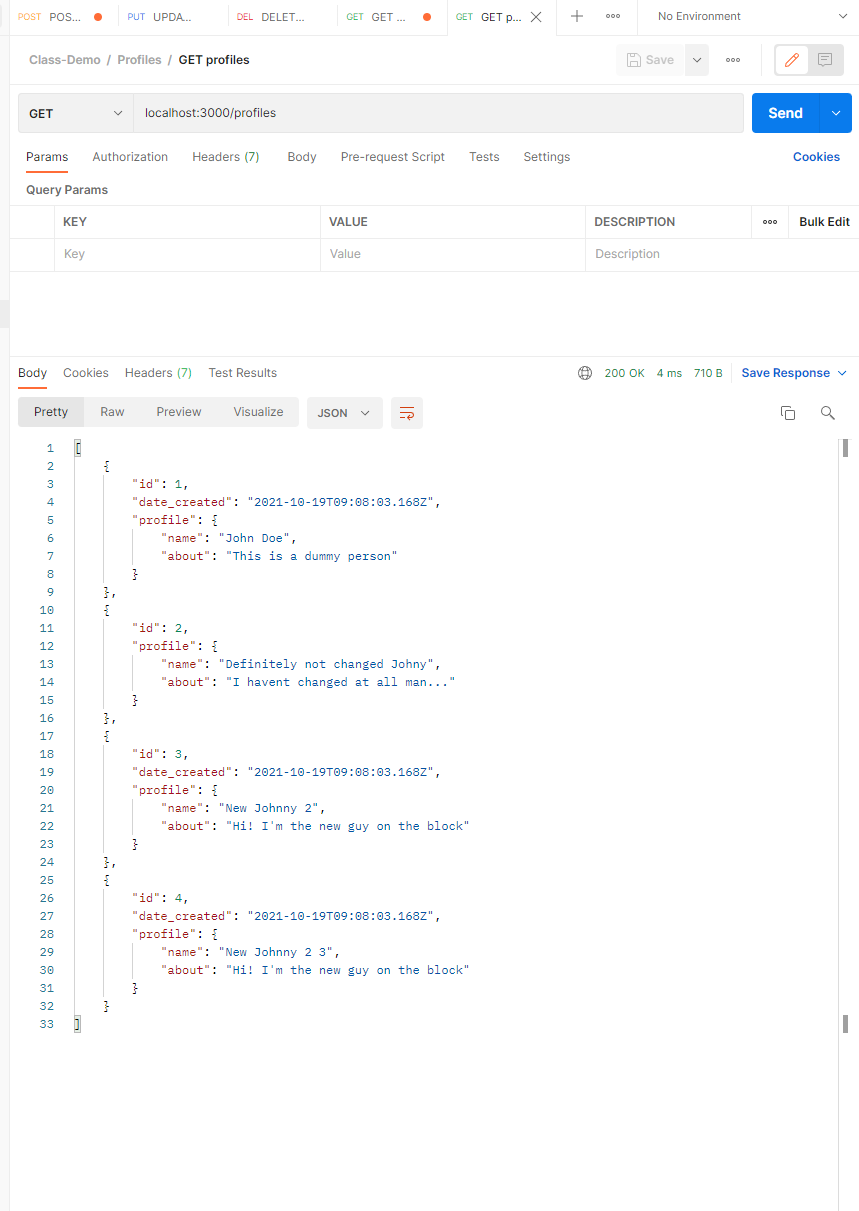 POST POS... PUT UPDA... DEL DELET... GET GET ... GET GET p... No Environment
Class-Demo / Profiles / GET profiles Save
GET localhost:3000/profiles Send
Params Authorization Headers (7) Body Pre-request Script Tests Settings Cookies
Query Params
KEY VALUE DESCRIPTION Bulk Edit
Key Value Description
Body Cookies Headers (7) Test Results 200 OK 4 ms 710 B Save Response
Pretty Raw Preview Visualize JSON
1 [
2 {
3 "id": 1,
4 "date_created": "2021-10-19T09:08:03.168Z",
5 "profile": {
6 "name": "John Doe",
7 "about": "This is a dummy person"
8 }
9 },
10 {
11 "id": 2,
12 "profile": {
13 "name": "Definitely not changed Johny",
14 "about": "I havent changed at all man..."
15 }
16 },
17 {
18 "id": 3,
19 "date_created": "2021-10-19T09:08:03.168Z",
20 "profile": {
21 "name": "New Johnny 2",
22 "about": "Hi! I'm the new guy on the block"
23 }
24 },
25 {
26 "id": 4,
27 "date_created": "2021-10-19T09:08:03.168Z",
28 "profile": {
29 "name": "New Johnny 2 3",
30 "about": "Hi! I'm the new guy on the block"
31 }
32 }
33 ]